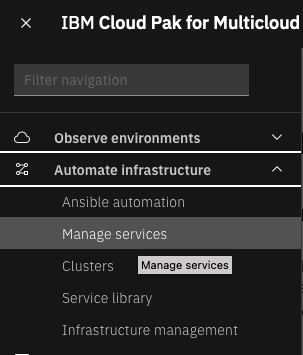 IBM Cloud Pak for Multicloud
Filter navigation
Observe environments
Automate infrastructure
Ansible automation
Manage services
Clusters
Manage services
Service library
Infrastructure management